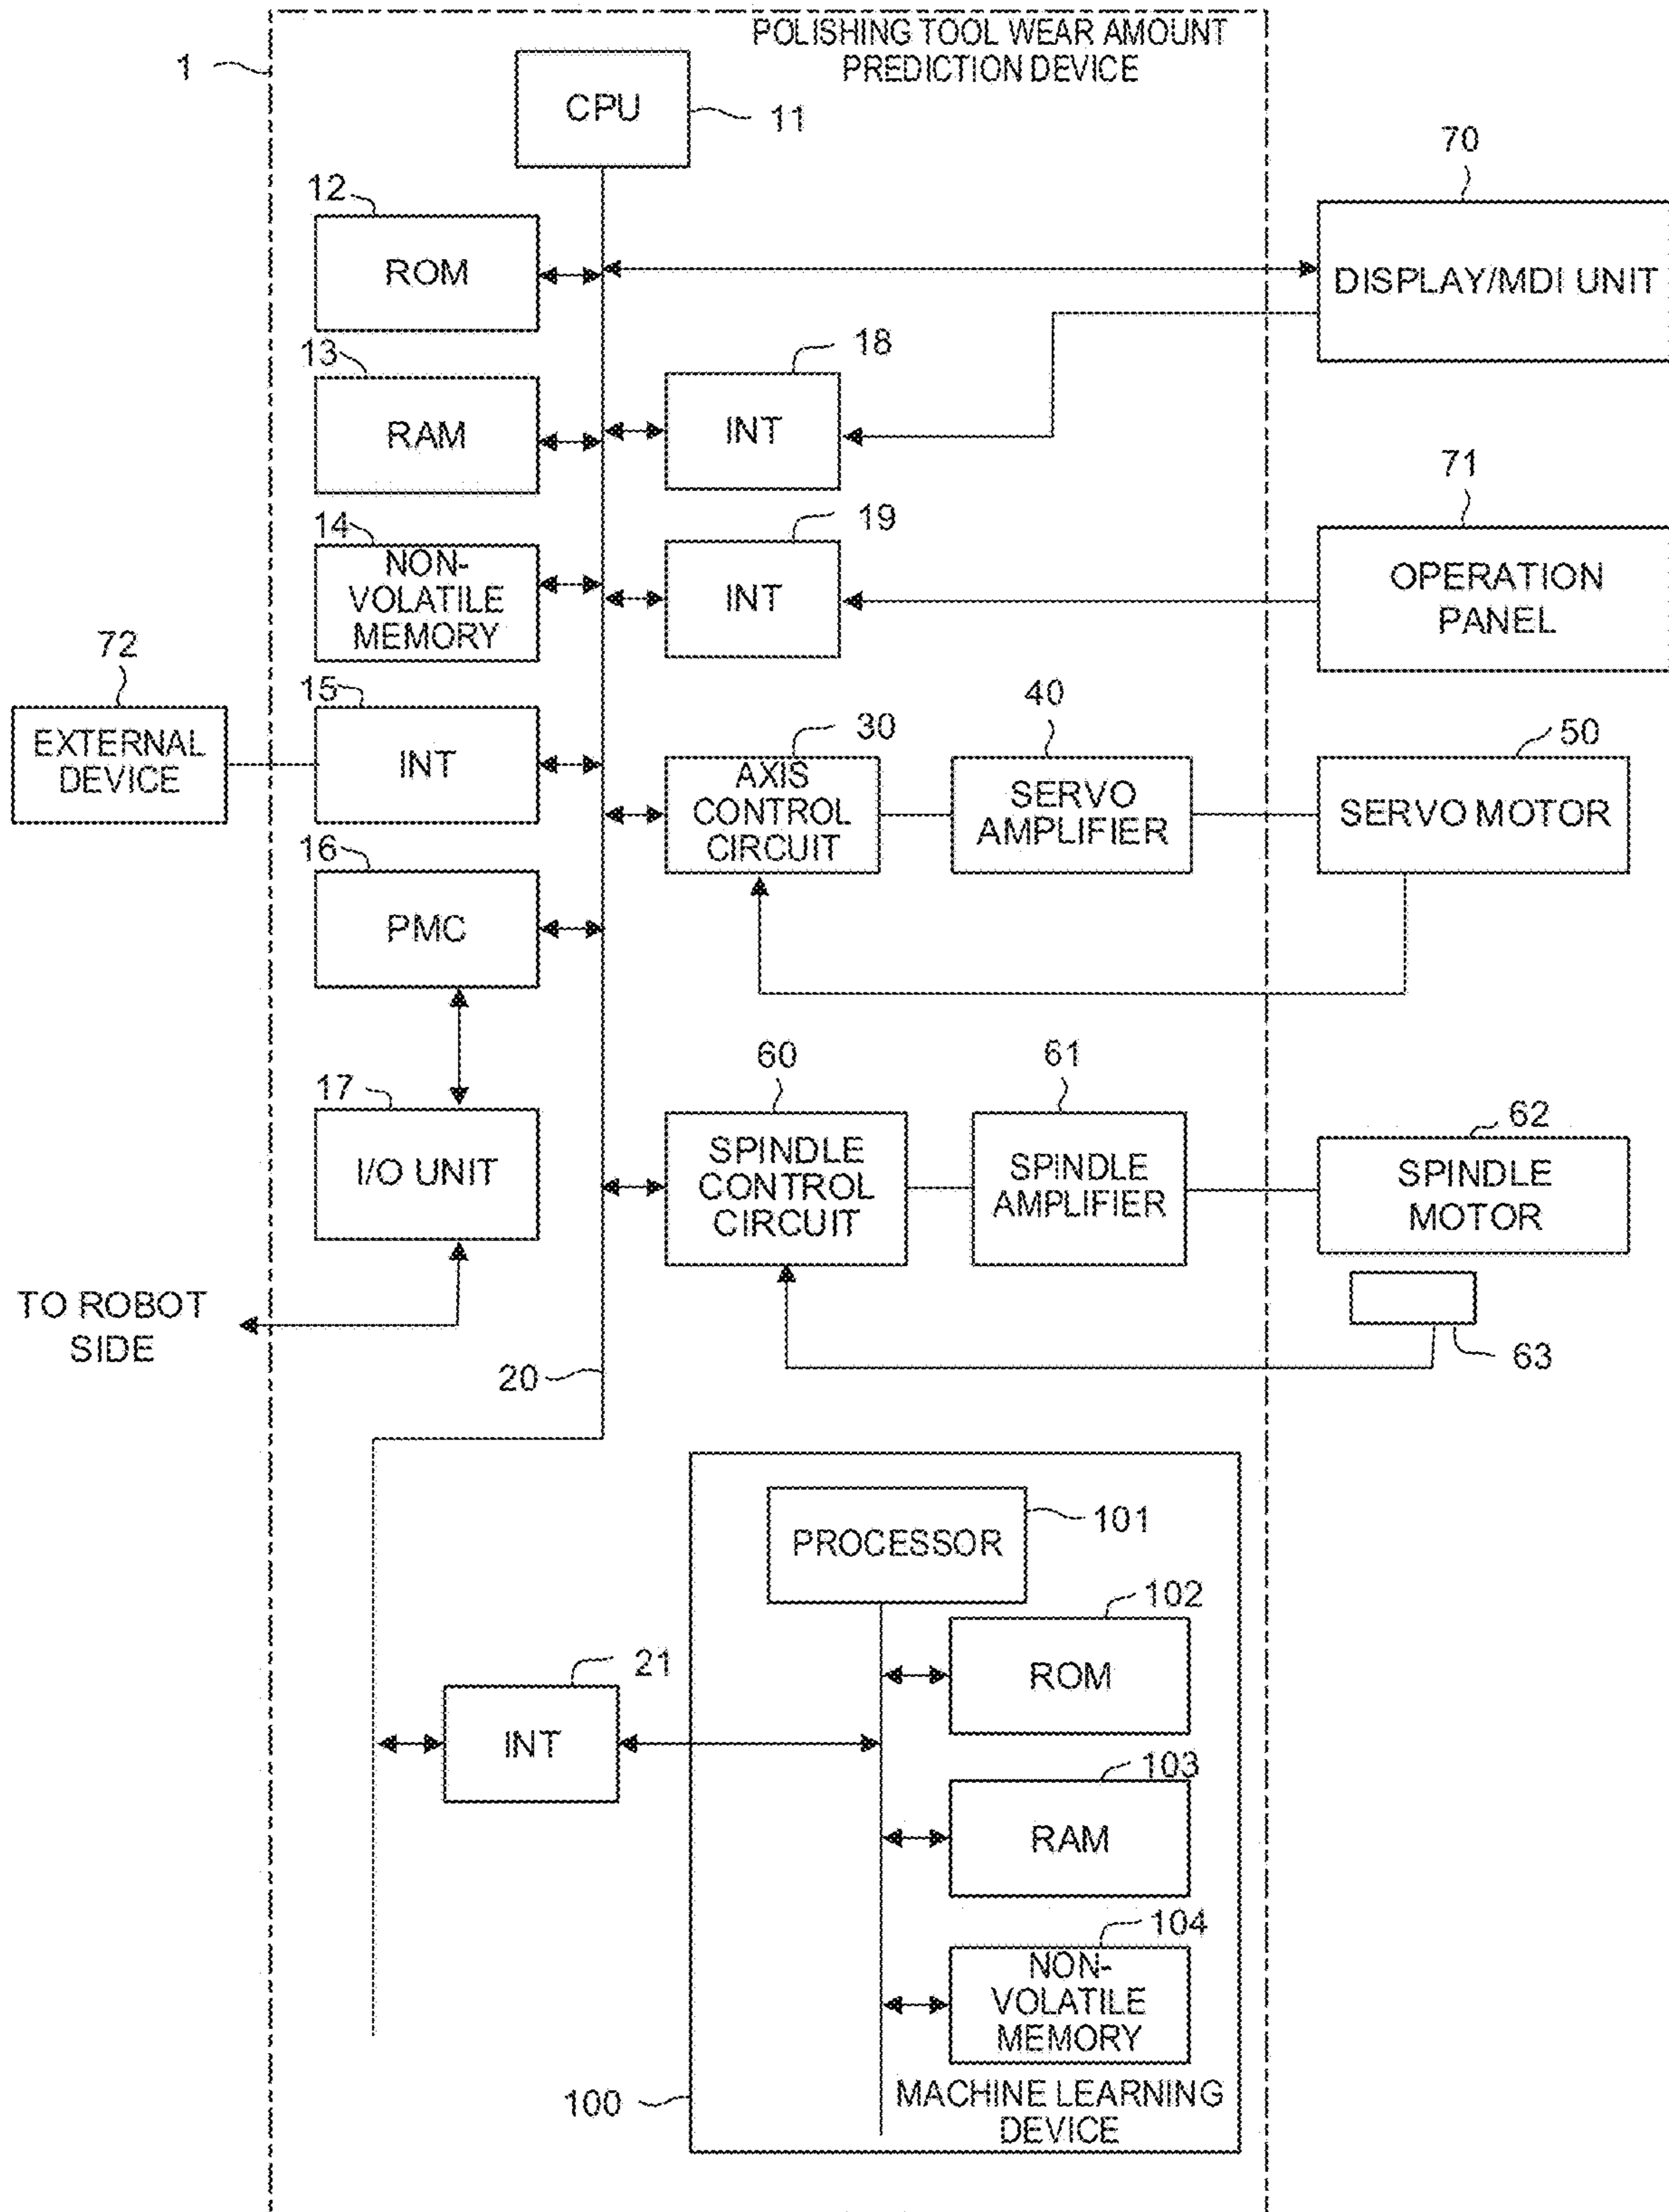 POLISHING TOOL WEAR AMOUNT
PREDICTION DEVICE
1
CPU
11
70
12
ROM
DISPLAY/MDI UNIT
13
RAM
18
INT
71
14
NON-
VOLATILE
MEMORY
19
INT
OPERATION
PANEL
72
EXTERNAL
DEVICE
15
INT
30
AXIS
CONTROL
CIRCUIT
40
SERVO
AMPLIFIER
50
SERVO MOTOR
16
PMC
17
I/O UNIT
60
SPINDLE
CONTROL
CIRCUIT
61
SPINDLE
AMPLIFIER
62
SPINDLE
MOTOR
TO ROBOT
SIDE
63
20
PROCESSOR
101
102
ROM
21
INT
103
RAM
104
NON-
VOLATILE
MEMORY
100
MACHINE LEARNING
DEVICE